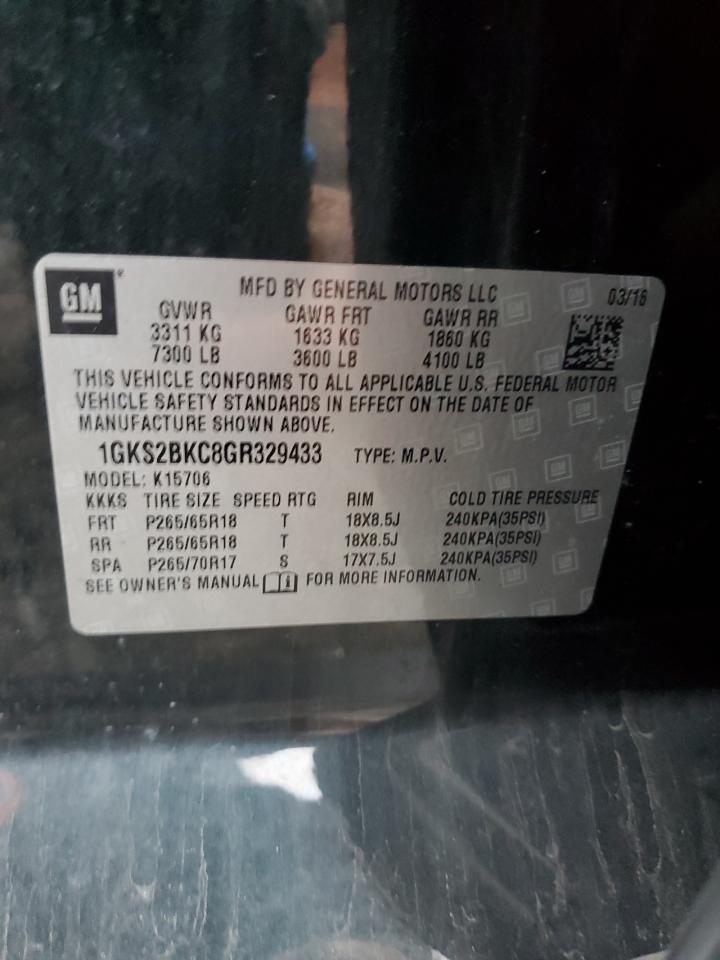 GM
MFD BY GENERAL MOTORS LLC 03/16
GVWR GAWR FRT GAWR RR
3311 KG 1633 KG 1860 KG
7300 LB 3600 LB 4100 LB
THIS VEHICLE CONFORMS TO ALL APPLICABLE U.S. FEDERAL MOTOR
VEHICLE SAFETY STANDARDS IN EFFECT ON THE DATE OF
MANUFACTURE SHOWN ABOVE.
1GKS2BKC8GR329433 TYPE: M.P.V.
MODEL: K15706
KKKS TIRE SIZE SPEED RTG RIM COLD TIRE PRESSURE
FRT P265/65R18 T 18X8.5J 240KPA(35PSI)
RR P265/65R18 T 18X8.5J 240KPA(35PSI)
SPA P265/70R17 S 17X7.5J 240KPA(35PSI)
SEE OWNER'S MANUAL FOR MORE INFORMATION.